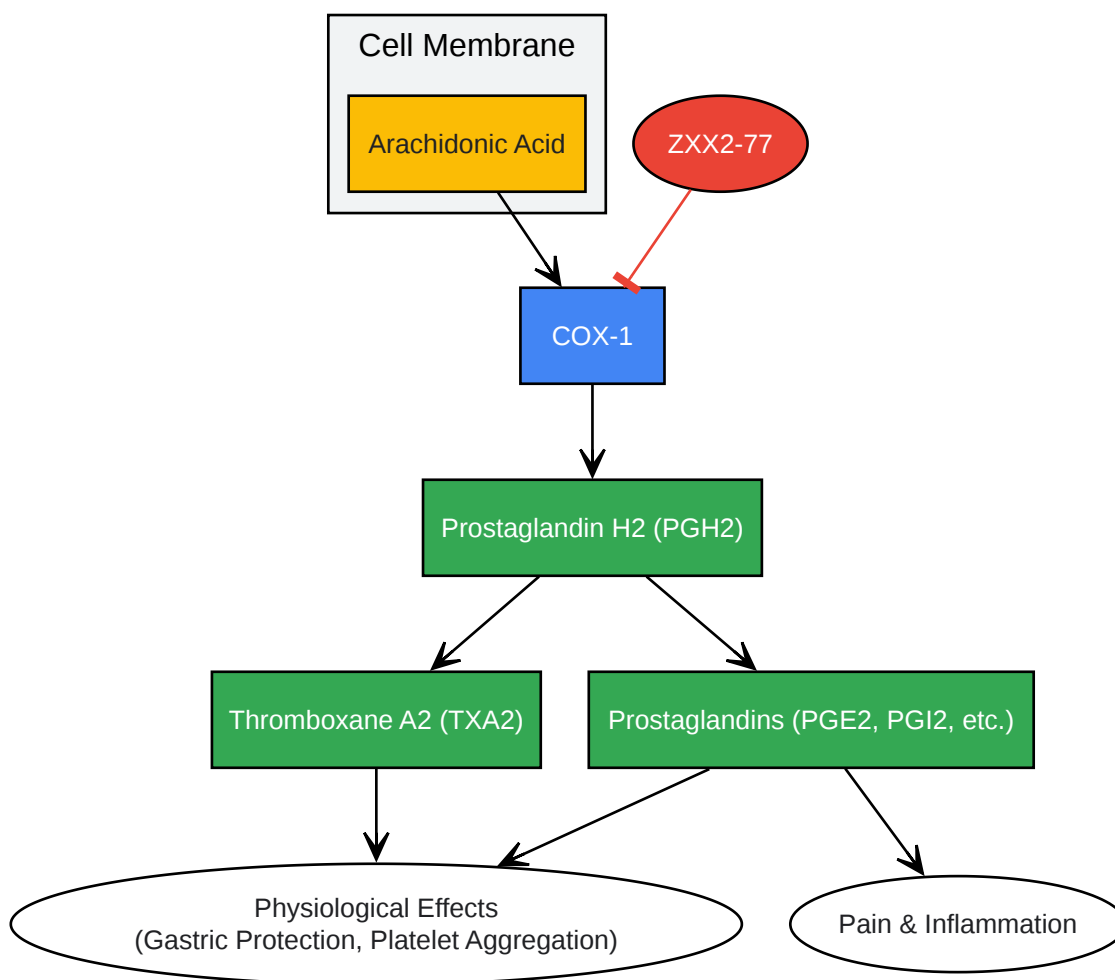 Cell Membrane
Arachidonic Acid
ZXX2-77
COX-1
Prostaglandin H2 (PGH2)
Thromboxane A2 (TXA2)
Prostaglandins (PGE2, PGI2, etc.)
Physiological Effects
(Gastric Protection, Platelet Aggregation)
Pain & Inflammation